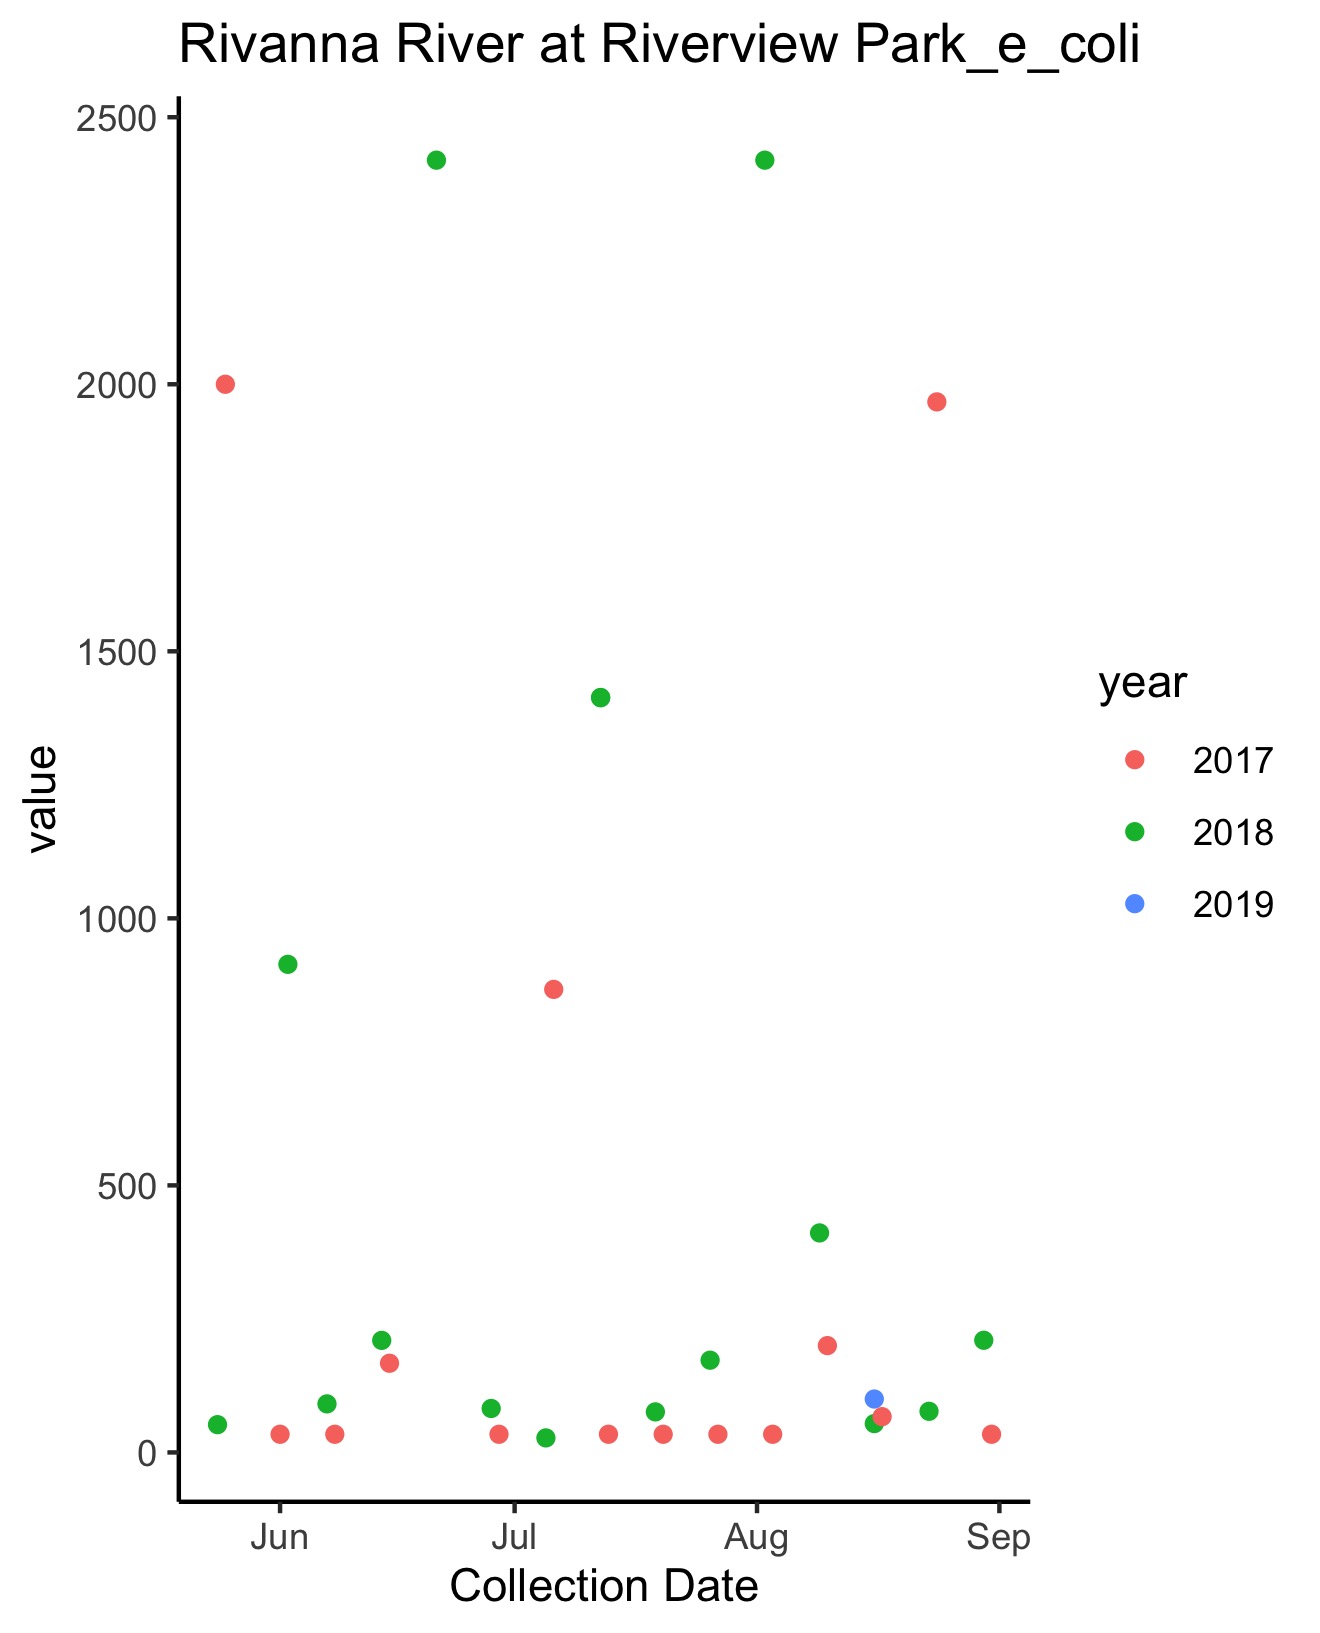 Rivanna River at Riverview Park_e_coli
2500
2000
1500
1000
500
0
value
Jun Jul Aug Sep
Collection Date
year
2017
2018
2019